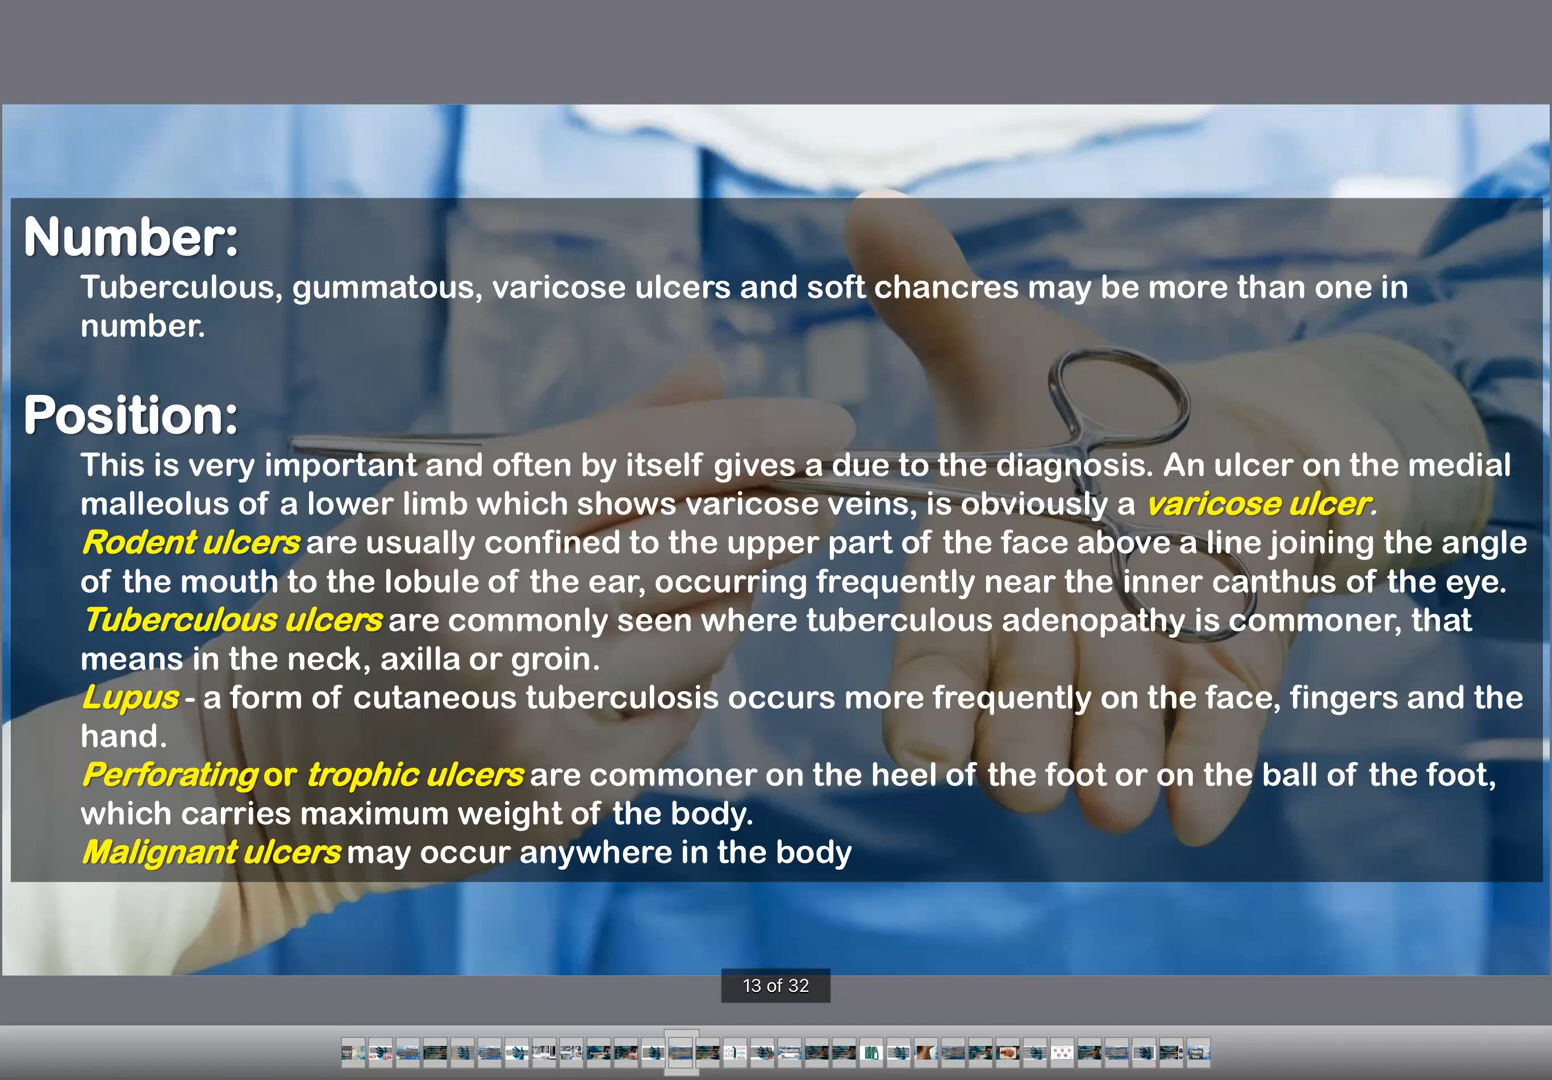 Number:
Tuberculous, gummatous, varicose ulcers and soft chancres may be more than one in
number.
Position:
This is very important and often by itself gives a due to the diagnosis. An ulcer on the medial
malleolus of a lower limb which shows varicose veins, is obviously a varicose ulcer.
Rodent ulcers are usually confined to the upper part of the face above a line joining the angle
of the mouth to the lobule of the ear, occurring frequently near the inner canthus of the eye.
Tuberculous ulcers are commonly seen where tuberculous adenopathy is commoner, that
means in the neck, axilla or groin.
Lupus - a form of cutaneous tuberculosis occurs more frequently on the face, fingers and the
hand.
Perforating or trophic ulcers are commoner on the heel of the foot or on the ball of the foot,
which carries maximum weight of the body.
Malignant ulcers may occur anywhere in the body
13 of 32